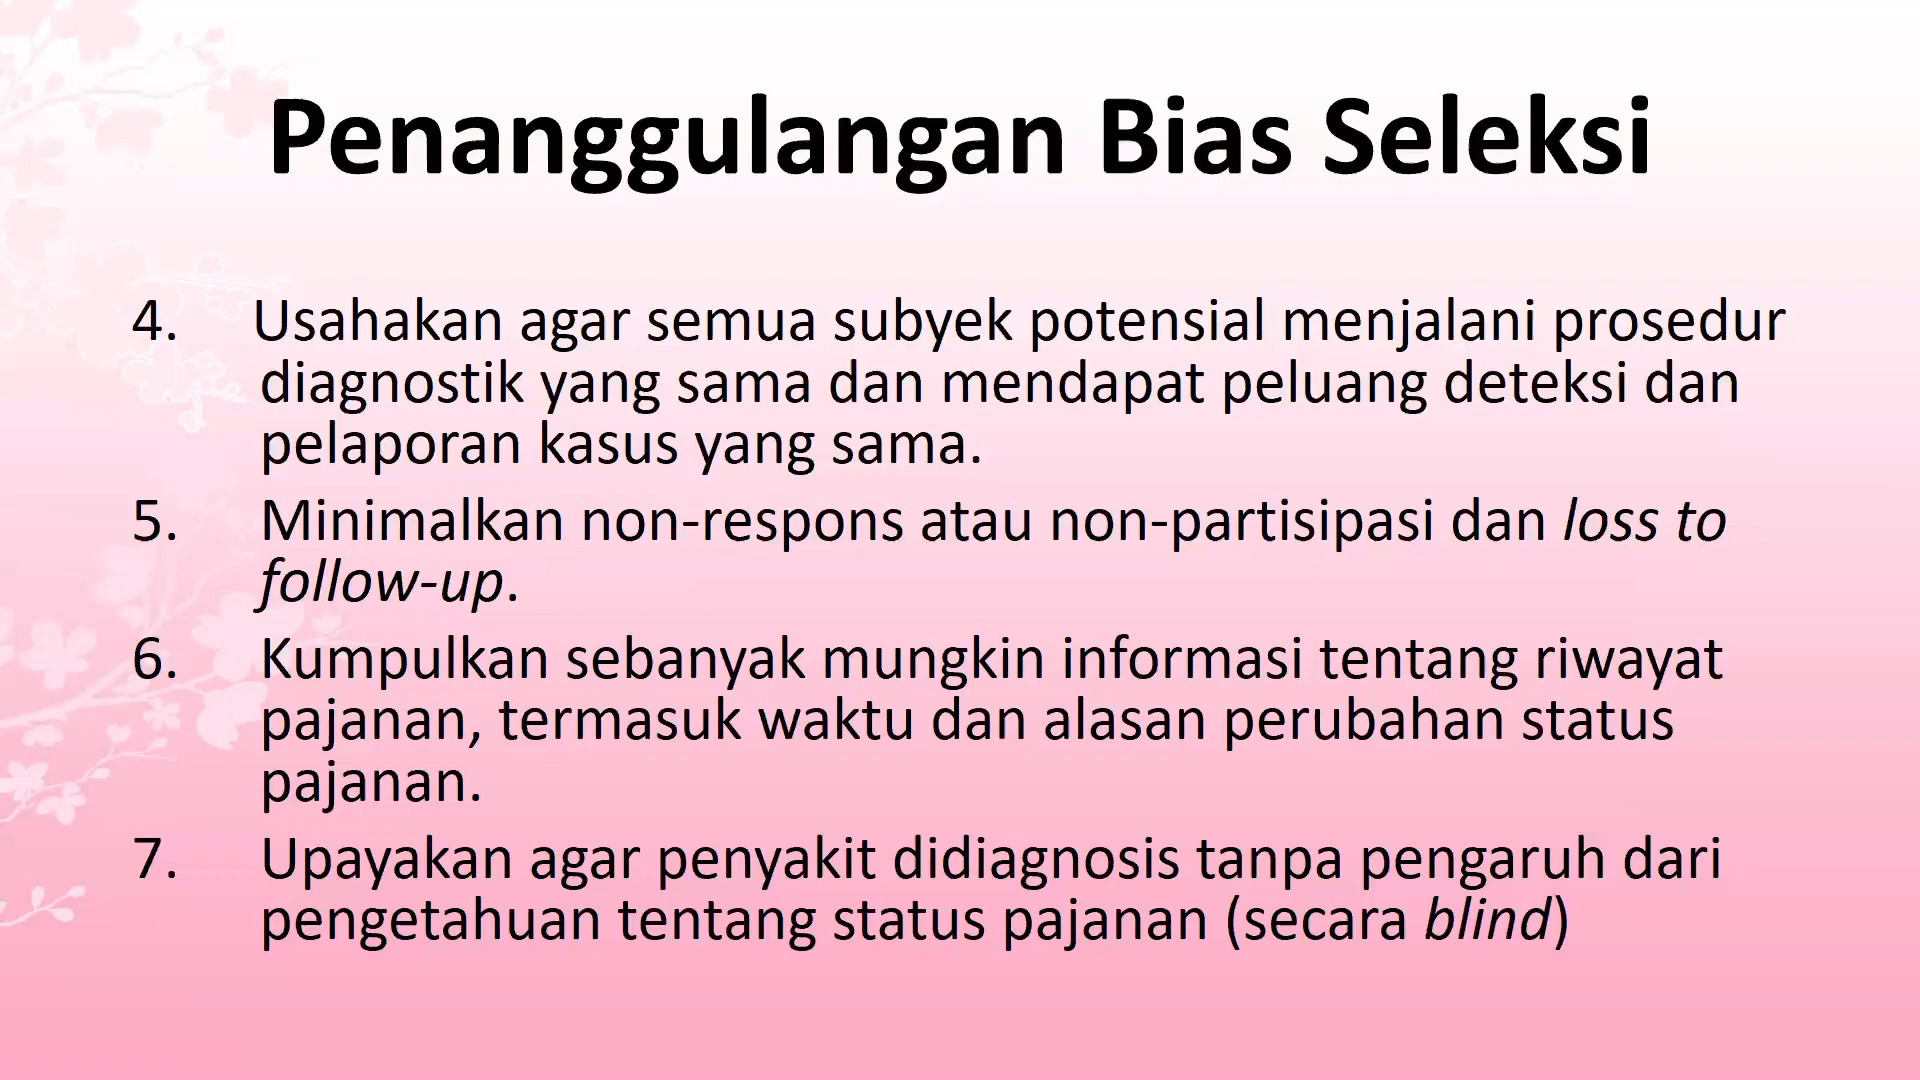 Penanggulangan Bias Seleksi
4. Usahakan agar semua subyek potensial menjalani prosedur
diagnostik yang sama dan mendapat peluang deteksi dan
pelaporan kasus yang sama.
5. Minimalkan non-respons atau non-partisipasi dan loss to
follow-up.
6. Kumpulkan sebanyak mungkin informasi tentang riwayat
pajanan, termasuk waktu dan alasan perubahan status
pajanan.
7. Upayakan agar penyakit didiagnosis tanpa pengaruh dari
pengetahuan tentang status pajanan (secara blind)